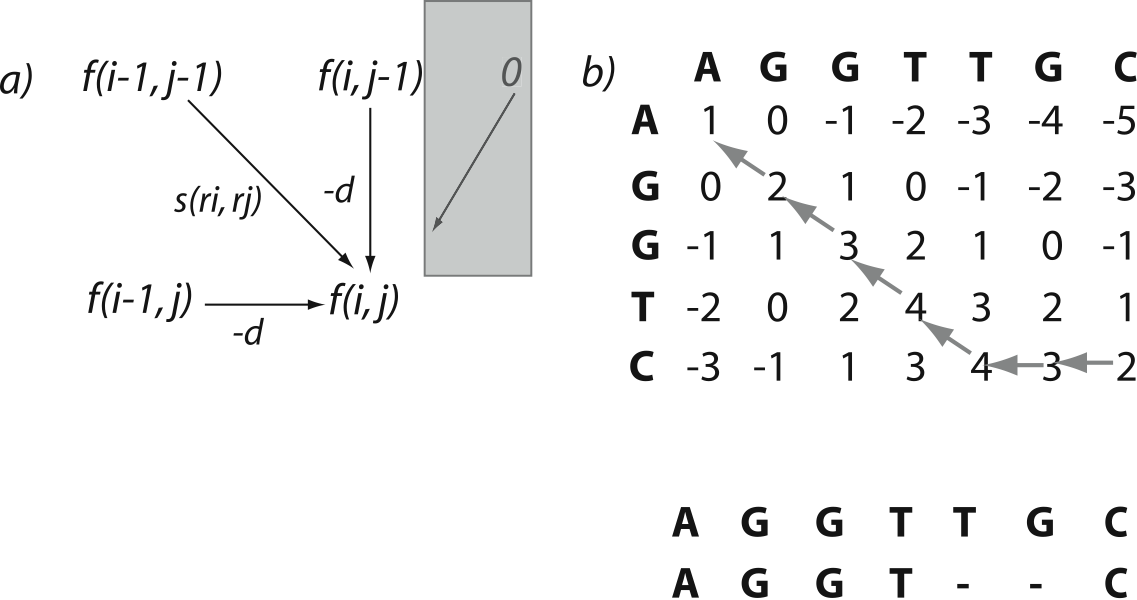 a)
f(i-1, j-1) f(i, j-1) 0
s(ri, rj) -d
f(i-1, j) f(i, j)
-d
b)
A G G T T G C
A 1 0 -1 -2 -3 -4 -5
G 0 2 1 0 -1 -2 -3
G -1 1 3 2 1 0 -1
T -2 0 2 4 3 2 1
C -3 -1 1 3 4 3 2
A G G T T G C
A G G T - - C